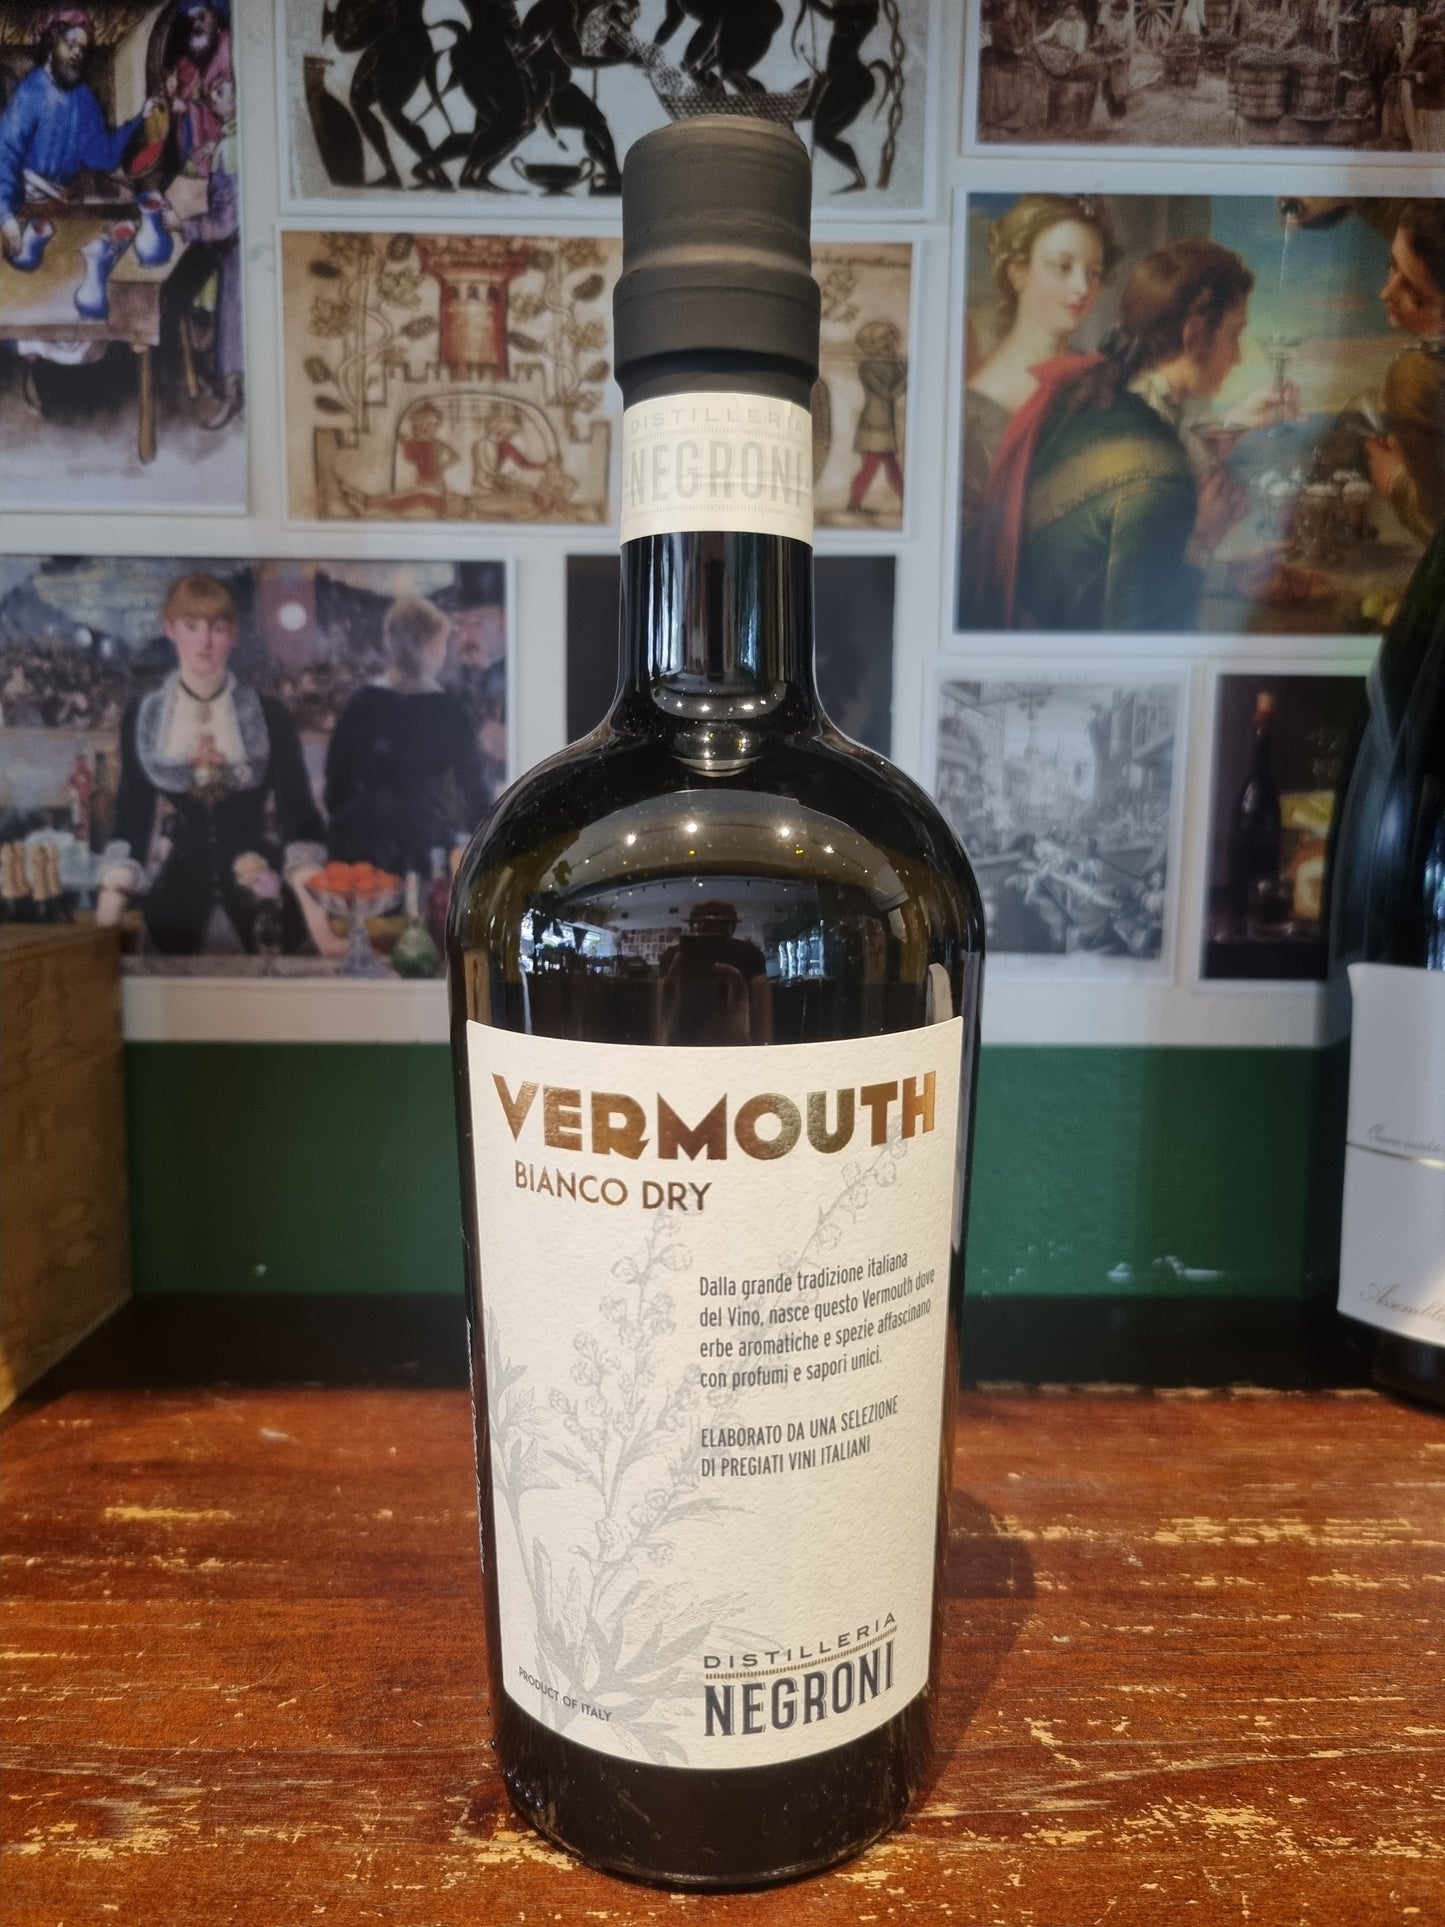 DISTILLERIA
NEGRONI
VERMOUTH
BIANCO DRY
Dalla grande tradizione italiana
del Vino, nasce questo Vermouth dove
erbe aromatiche e spezie affascinano
con profumi e sapori unici.
ELABORATO DA UNA SELEZIONE
DI PREGIATI VINI ITALIANI
DISTILLERIA
NEGRONI
PRODUCT OF ITALY